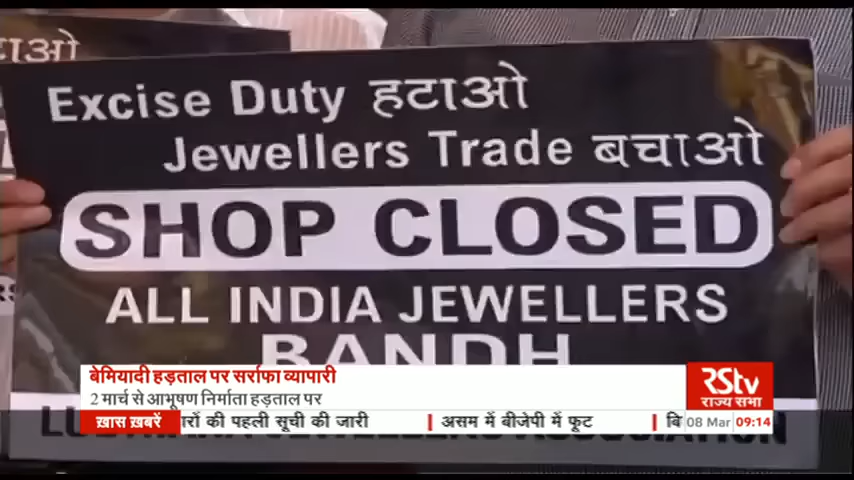 टाओ
Excise Duty हटाओ
Jewellers Trade बचाओ
SHOP CLOSED
ALL INDIA JEWELLERS
BANDH
बेमियादी हड़ताल पर सर्राफा व्यापारी
2 मार्च से आभूषण निर्माता हड़ताल पर
RStv
राज्य सभा
ख़ास ख़बरें
रों की पहली सूची की जारी
असम में बीजेपी में फूट
बि
08 Mar 09:14